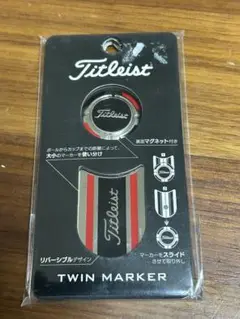 Titleist
Titleist
高圧マグネット付き
ボールからカップまでの距離によって、
大小のマーカーを使い分け
Titleist
リバーシブルデザイン
マーカーをスライド
させて取り外し
TWIN MARKER